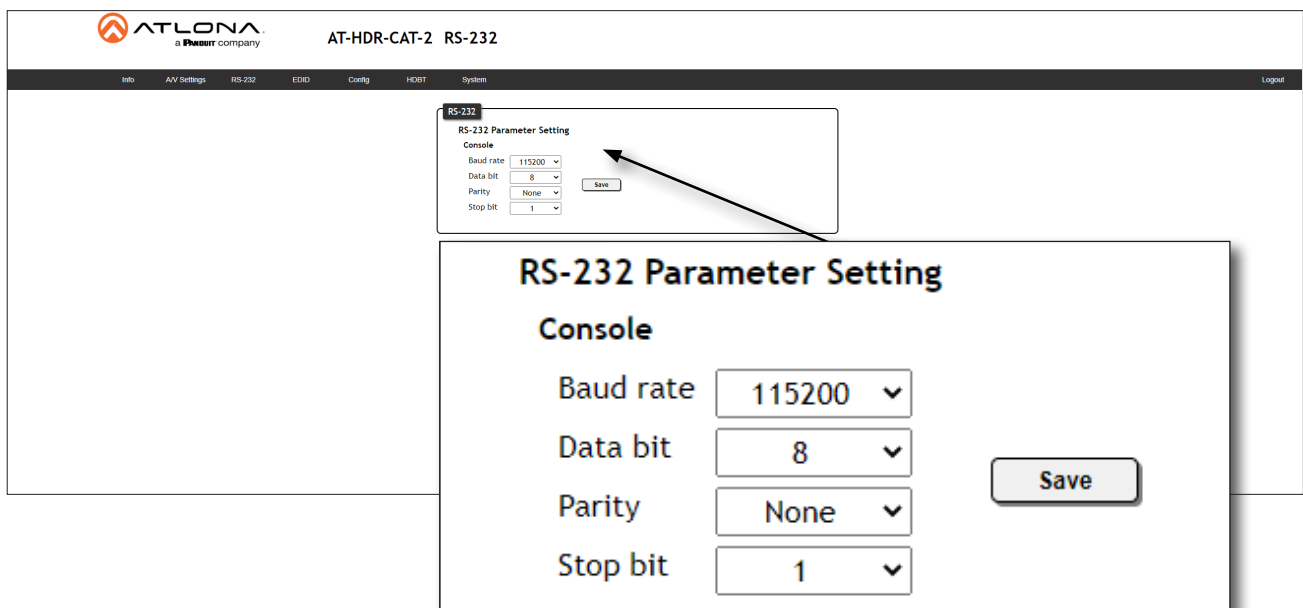 ATLONA.
a PANDUIT company
AT-HDR-CAT-2 RS-232
Info A/V Settings RS-232 EDID Config HDBT System Logout
RS-232
RS-232 Parameter Setting
Console
Baud rate 115200
Data bit 8
Parity None
Stop bit 1
Save
RS-232 Parameter Setting
Console
Baud rate 115200
Data bit 8
Parity None
Stop bit 1
Save